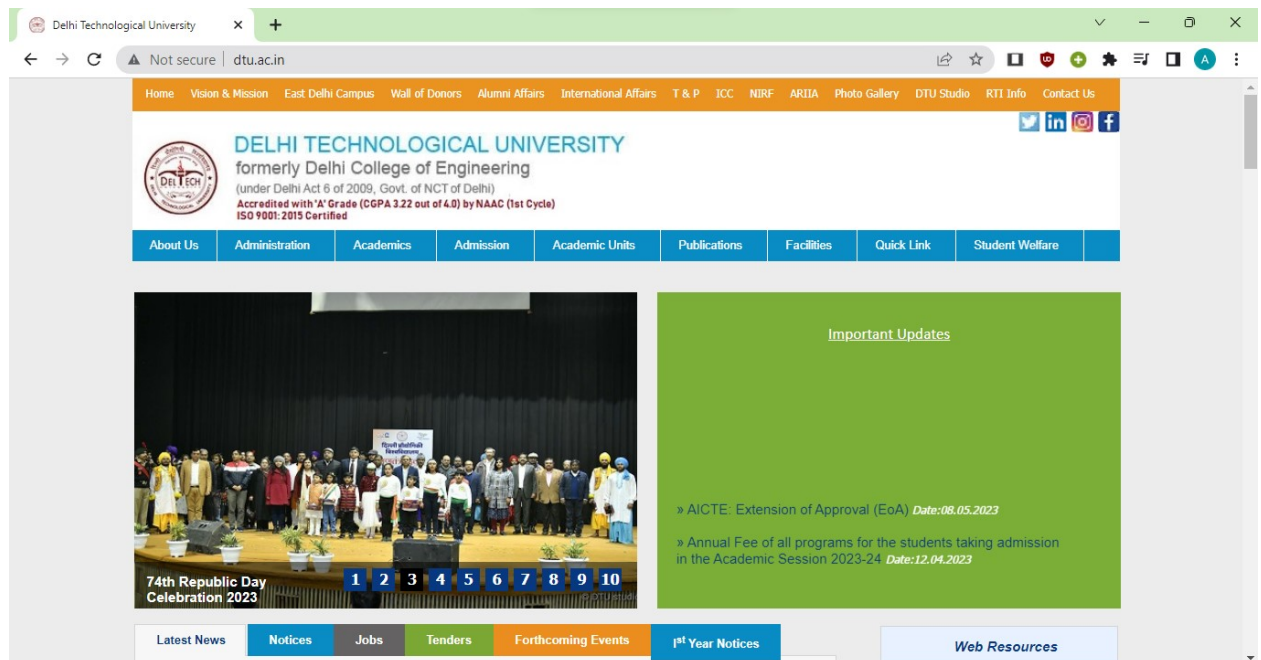 Delhi Technological University
Not secure
dtu.ac.in
A
Home Vision & Mission East Delhi Campus Wall of Donors Alumni Affairs International Affairs T & P ICC NIRF ARIIA Photo Gallery DTU Studio RTI Info Contact Us
in f
DELTECH
DELHI TECHNOLOGICAL UNIVERSITY
formerly Delhi College of Engineering
(under Delhi Act 6 of 2009, Govt. of NCT of Delhi)
Accredited with 'A' Grade (CGPA 3.22 out of 4.0) by NAAC (1st Cycle)
ISO 9001: 2015 Certified
About Us Administration Academics Admission Academic Units Publications Facilities Quick Link Student Welfare
Important Updates
» AICTE: Extension of Approval (EoA) Date:08.05.2023
» Annual Fee of all programs for the students taking admission
in the Academic Session 2023-24 Date:12.04.2023
दिल्ली प्रौद्योगिकी
विश्वविद्यालय
74th Republic Day
Celebration 2023
1 2 3 4 5 6 7 8 9 10
© DTU studio
Latest News Notices Jobs Tenders Forthcoming Events Ist Year Notices
Web Resources